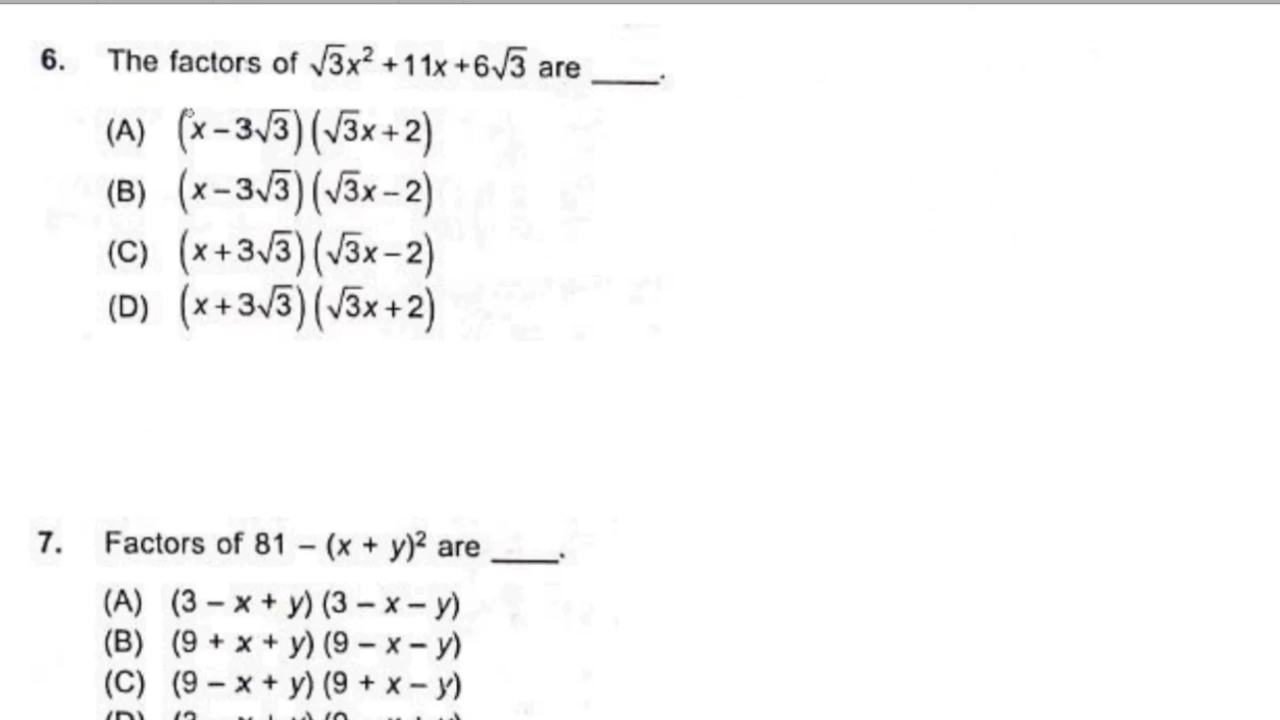 6. The factors of √3x² + 11x + 6√3 are ____.
(A) (x − 3√3)(√3x + 2)
(B) (x − 3√3)(√3x − 2)
(C) (x + 3√3)(√3x − 2)
(D) (x + 3√3)(√3x + 2)
7. Factors of 81 – (x + y)² are ____.
(A) (3 – x + y) (3 – x – y)
(B) (9 + x + y) (9 – x – y)
(C) (9 – x + y) (9 + x – y)